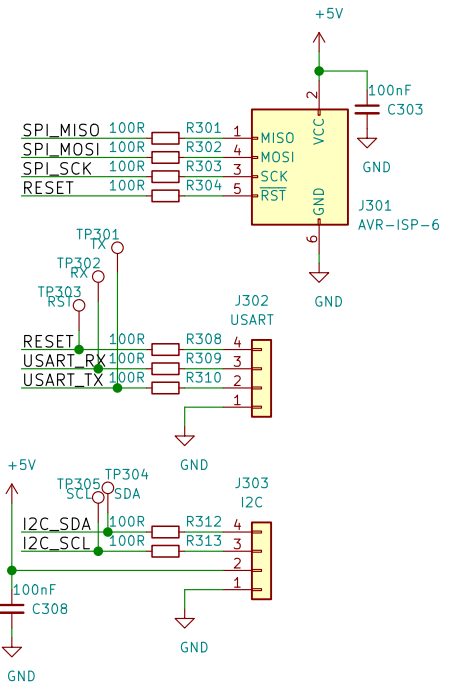 +5V
100nF
C303
GND
2
VCC
SPI_MISO 100R R301 1 MISO
SPI_MOSI 100R R302 4 MOSI
SPI_SCK 100R R303 3 SCK
RESET 100R R304 5 RST
GND
6
J301
AVR-ISP-6
GND
TP301
TX
TP302
RX
TP303
RST
J302
USART
RESET 100R R308 4
USART_RX 100R R309 3
USART_TX 100R R310 2
1
GND
+5V
TP304
SDA
TP305
SCL
J303
I2C
I2C_SDA 100R R312 4
I2C_SCL 100R R313 3
2
1
100nF
C308
GND
GND